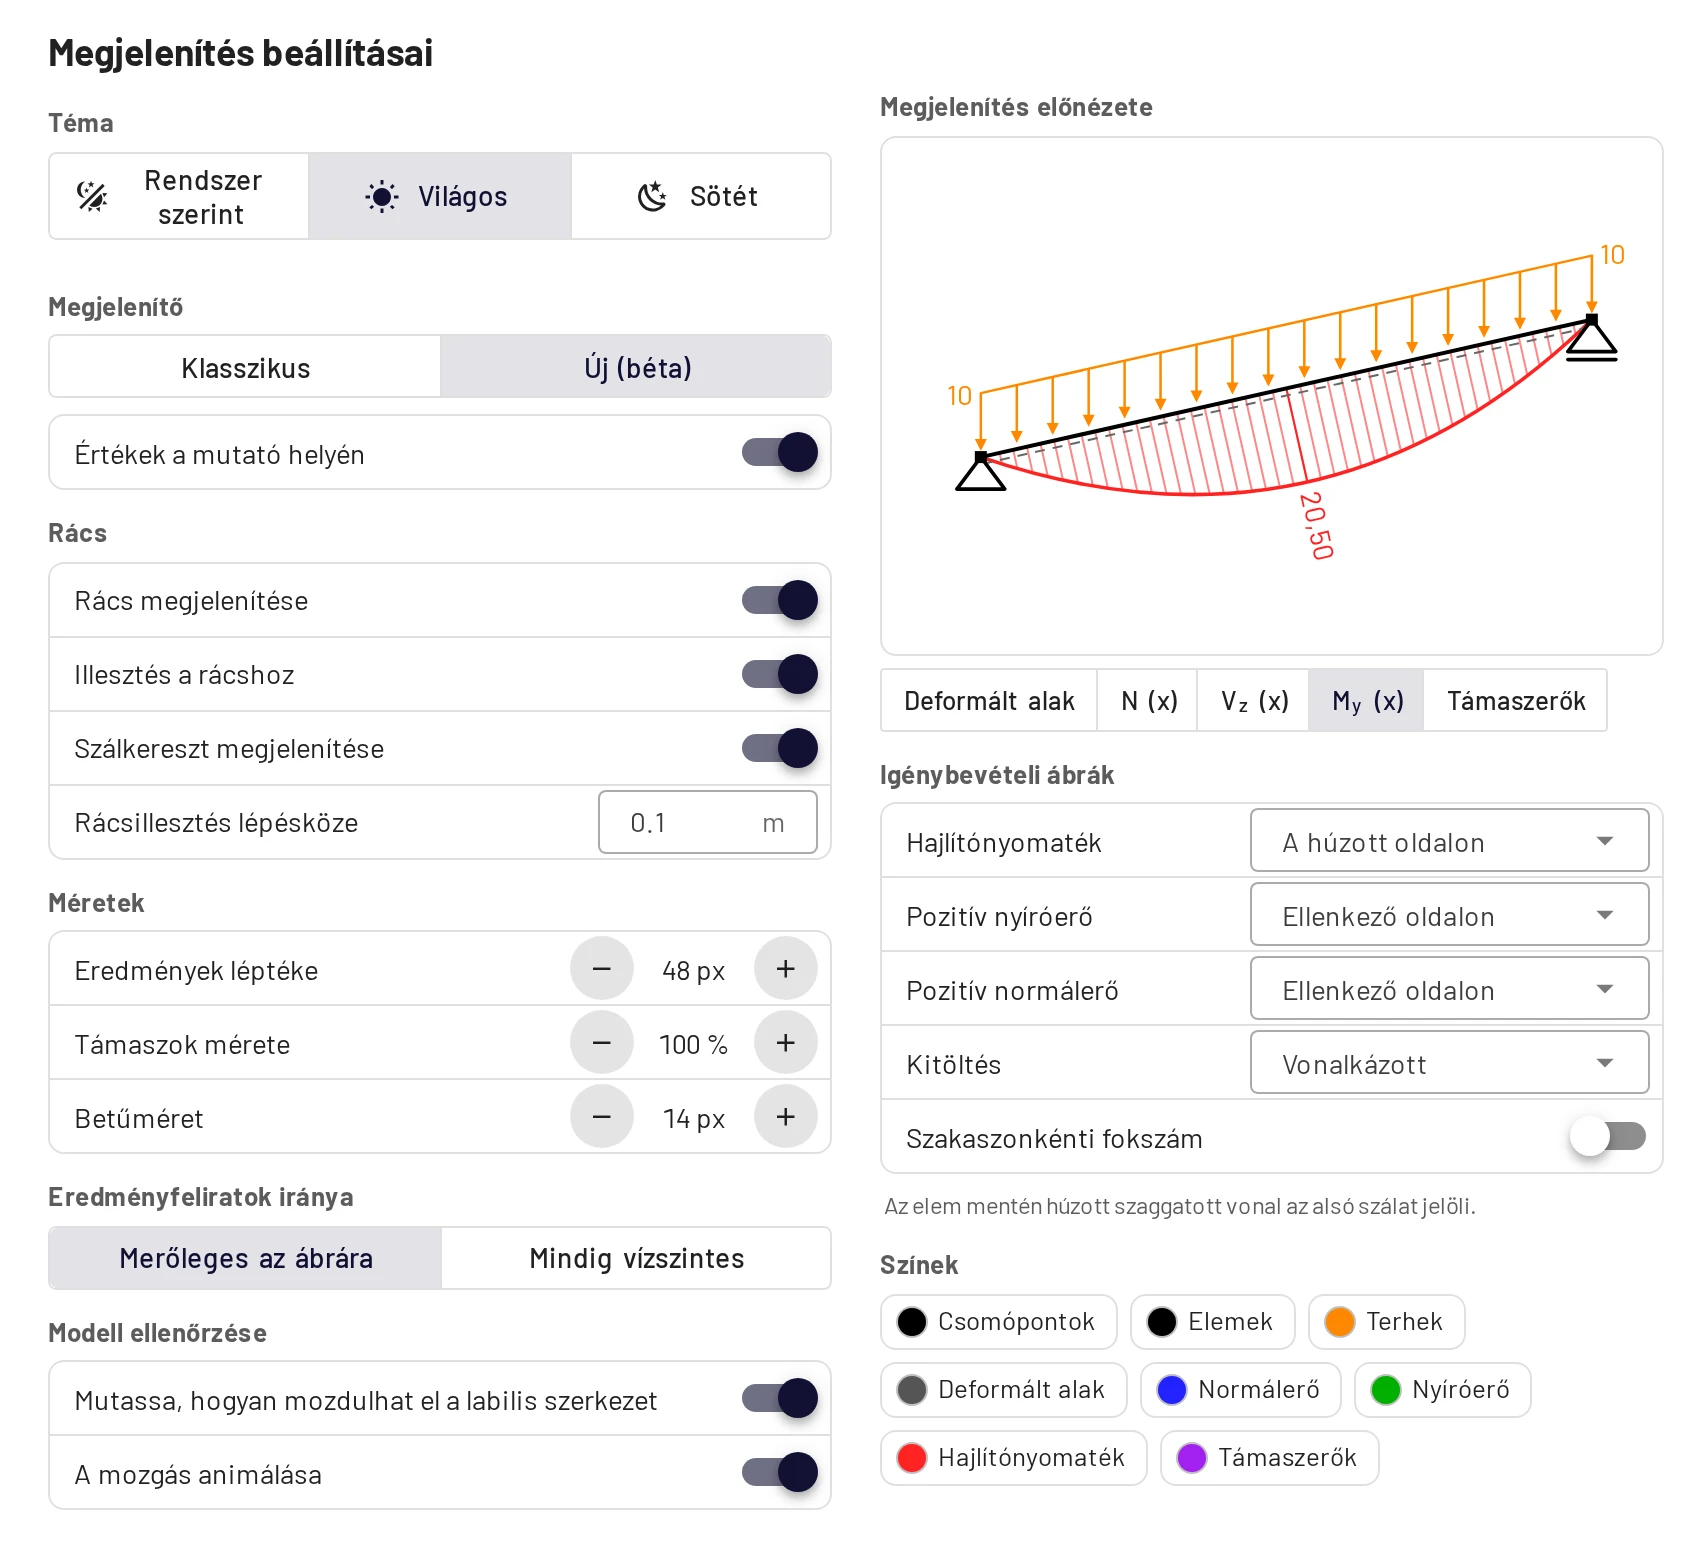 Megjelenítés beállításai
Téma
Rendszer
szerint
Világos
Sötét
Megjelenítő
Klasszikus
Új (béta)
Értékek a mutató helyén
Rács
Rács megjelenítése
Illesztés a rácshoz
Szálkereszt megjelenítése
Rácsillesztés lépésköze
0.1 m
Méretek
Eredmények léptéke
− 48 px +
Támaszok mérete
− 100 % +
Betűméret
− 14 px +
Eredményfeliratok iránya
Merőleges az ábrára
Mindig vízszintes
Modell ellenőrzése
Mutassa, hogyan mozdulhat el a labilis szerkezet
A mozgás animálása
Megjelenítés előnézete
10
10
20,50
Deformált alak
N (x)
Vz (x)
My (x)
Támaszerők
Igénybevételi ábrák
Hajlítónyomaték
A húzott oldalon
Pozitív nyíróerő
Ellenkező oldalon
Pozitív normálerő
Ellenkező oldalon
Kitöltés
Vonalkázott
Szakaszonkénti fokszám
Az elem mentén húzott szaggatott vonal az alsó szálat jelöli.
Színek
Csomópontok
Elemek
Terhek
Deformált alak
Normálerő
Nyíróerő
Hajlítónyomaték
Támaszerők